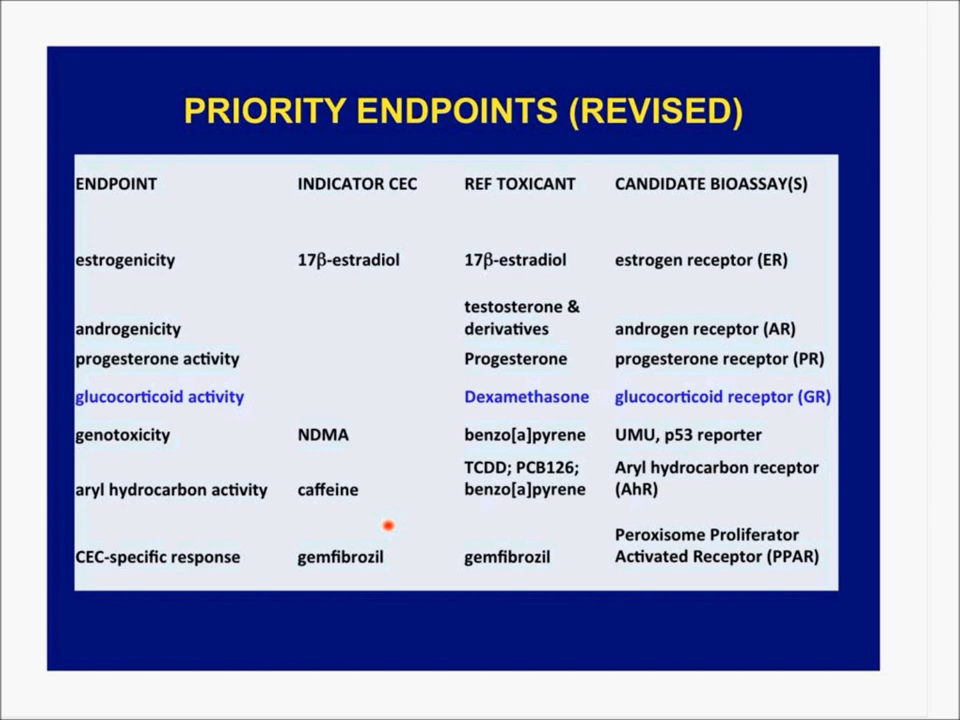 PRIORITY ENDPOINTS (REVISED)
ENDPOINT INDICATOR CEC REF TOXICANT CANDIDATE BIOASSAY(S)
estrogenicity 17β-estradiol 17β-estradiol estrogen receptor (ER)
testosterone &
androgenicity derivatives androgen receptor (AR)
progesterone activity Progesterone progesterone receptor (PR)
glucocorticoid activity Dexamethasone glucocorticoid receptor (GR)
genotoxicity NDMA benzo[a]pyrene UMU, p53 reporter
TCDD; PCB126; Aryl hydrocarbon receptor
aryl hydrocarbon activity caffeine benzo[a]pyrene (AhR)
Peroxisome Proliferator
CEC-specific response gemfibrozil gemfibrozil Activated Receptor (PPAR)